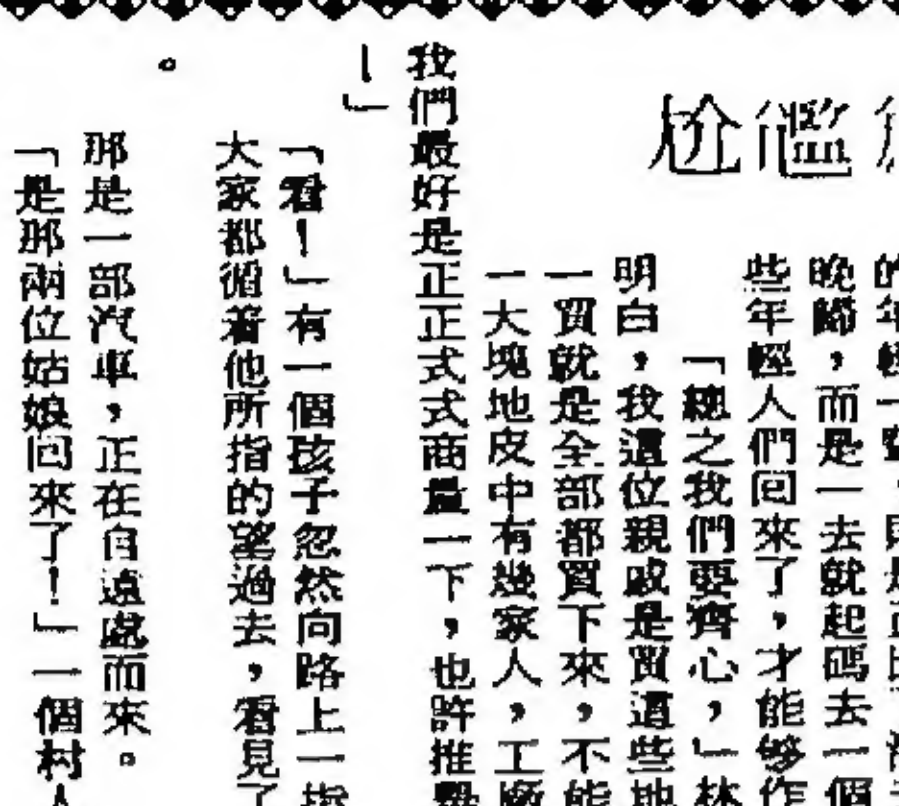 尬尷
晚歸，而是一去就起碼去一個
些年輕人們回來了，才能够作
「總之我們要齊心，」林
明白，我這位親戚是買這些地
一買就是全部都買下來，不能
一大塊地皮中有幾家人，工廠
我們最好是正正式式商量一下，也許推
！」
「看！」有一個孩子忽然向路上一指
大家都循着他所指的望過去，看見了
。
那是一部汽車，正在自遠處而來。
「是那兩位姑娘回來了！」一個村人